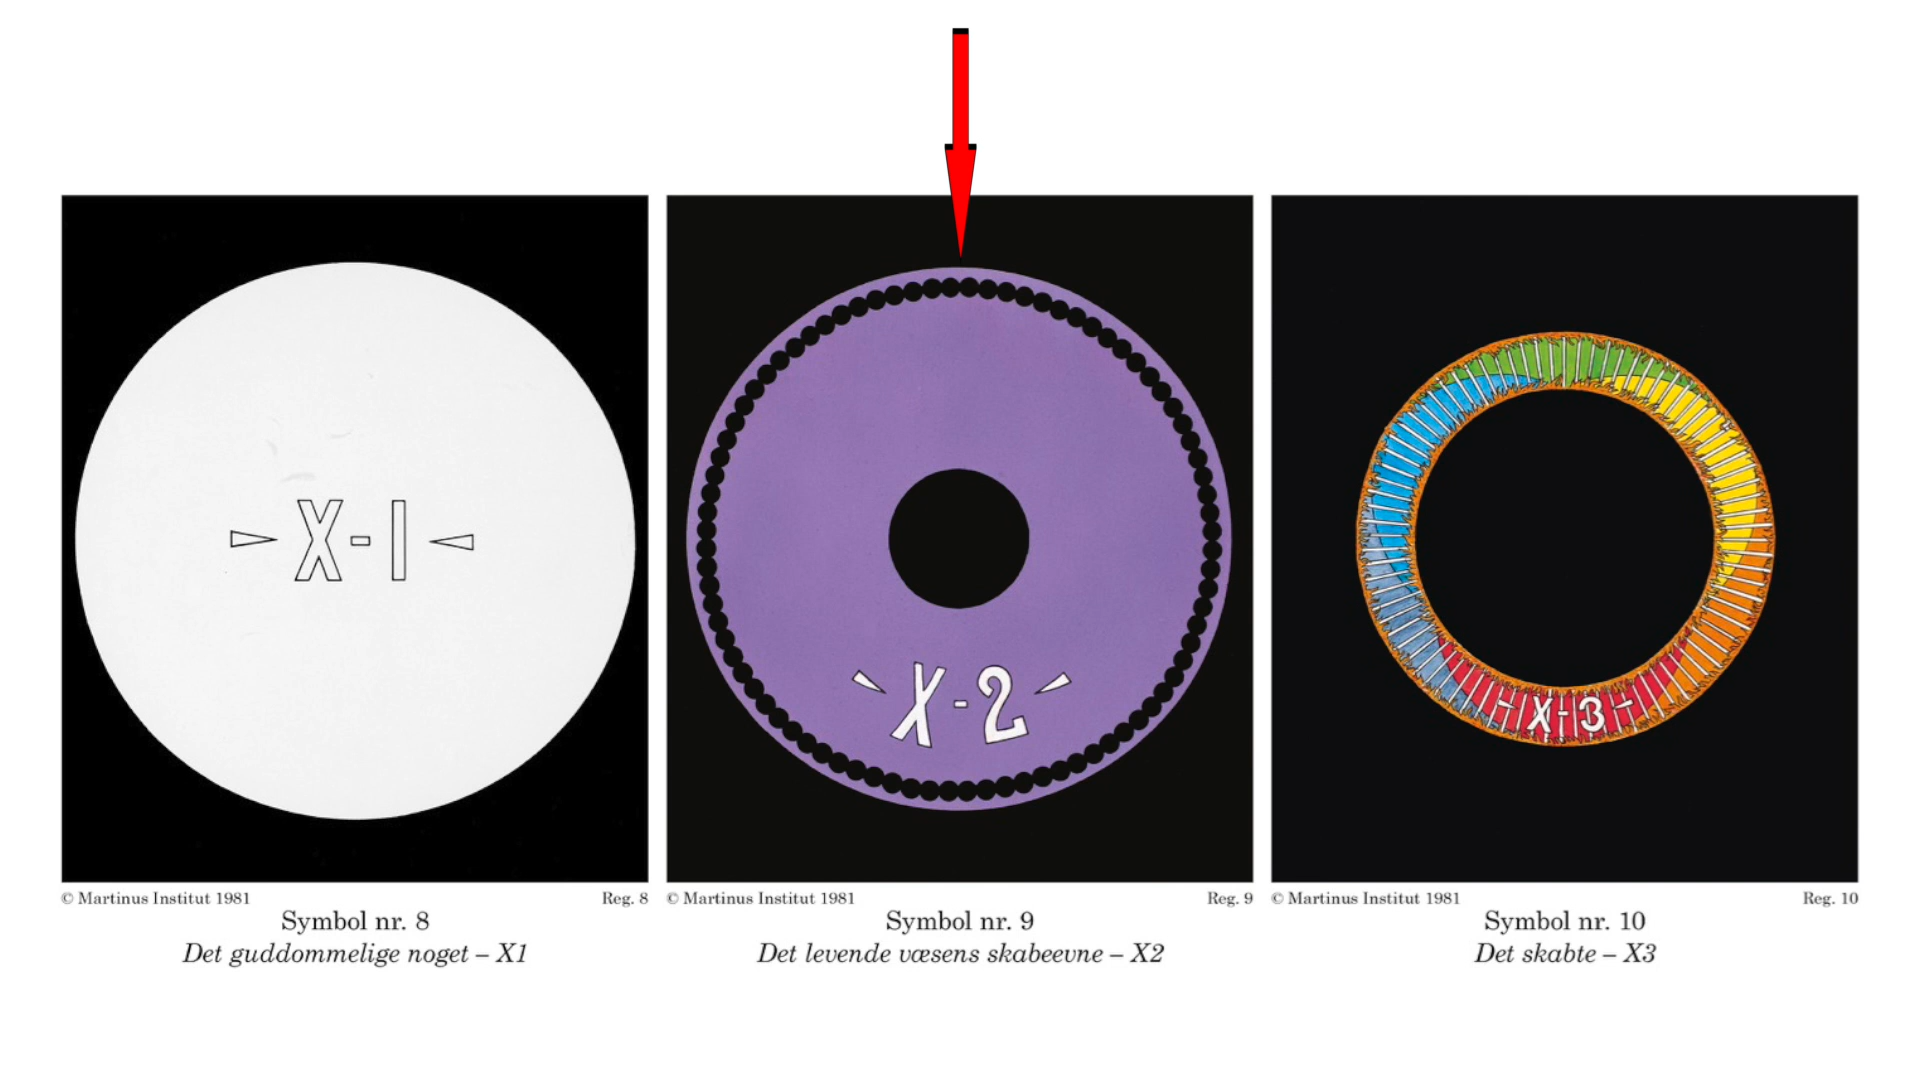 X-1
X-2
X-3
© Martinus Institut 1981 Reg. 8
Symbol nr. 8
Det guddommelige noget – X1
© Martinus Institut 1981 Reg. 9
Symbol nr. 9
Det levende væsens skabeevne – X2
© Martinus Institut 1981 Reg. 10
Symbol nr. 10
Det skabte – X3